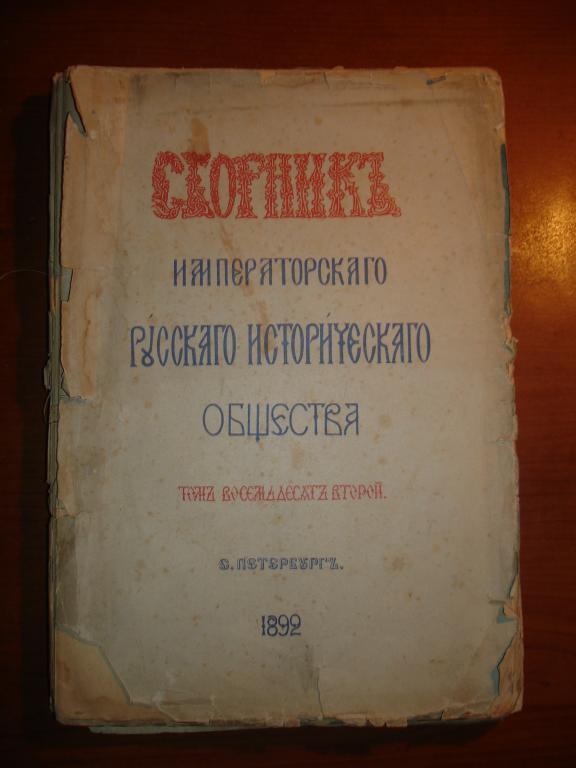 СБОРНИКЪ
ИМПЕРАТОРСКАГО
РУССКАГО ИСТОРИЧЕСКАГО
ОБЩЕСТВА
ТОМЪ ВОСЕМЬДЕСЯТЪ ВТОРОЙ.
С. ПЕТЕРБУРГЪ.
1892